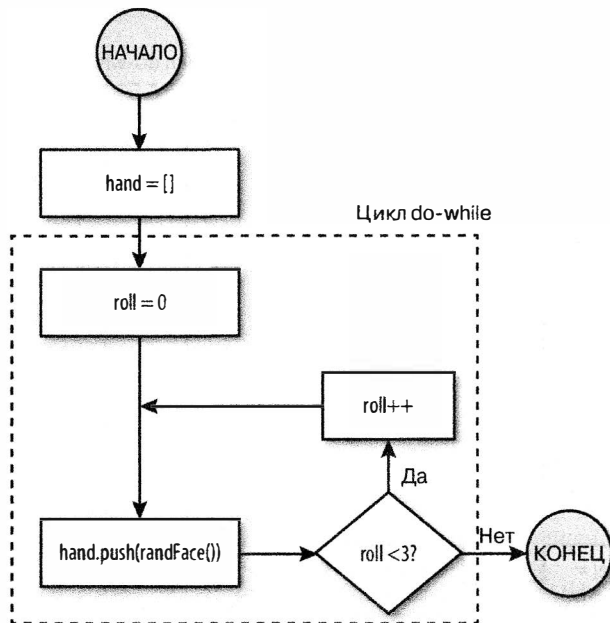 НАЧАЛО
hand = []
Цикл do-while
roll = 0
roll++
Да
hand.push(randFace())
roll <3?
Нет
КОНЕЦ